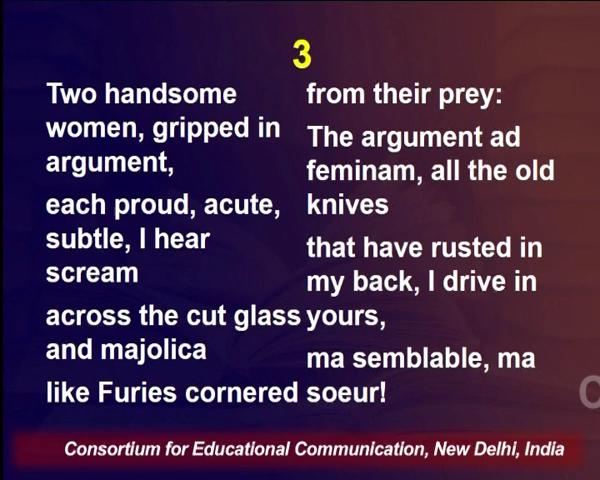 3
Two handsome
women, gripped in
argument,
each proud, acute,
subtle, I hear
scream
across the cut glass
and majolica
like Furies cornered
from their prey:
The argument ad
feminam, all the old
knives
that have rusted in
my back, I drive in
yours,
ma semblable, ma
soeur!
Consortium for Educational Communication, New Delhi, India